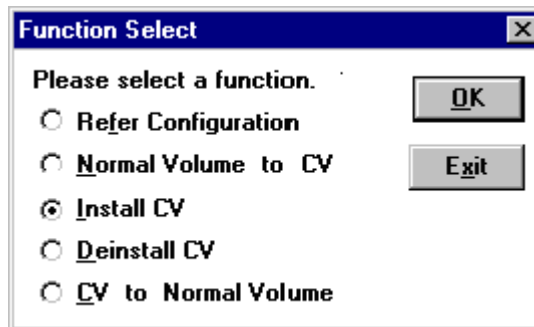 Function Select
Please select a function.
OK
Refer Configuration
Normal Volume to CV
Exit
Install CV
Deinstall CV
CV to Normal Volume